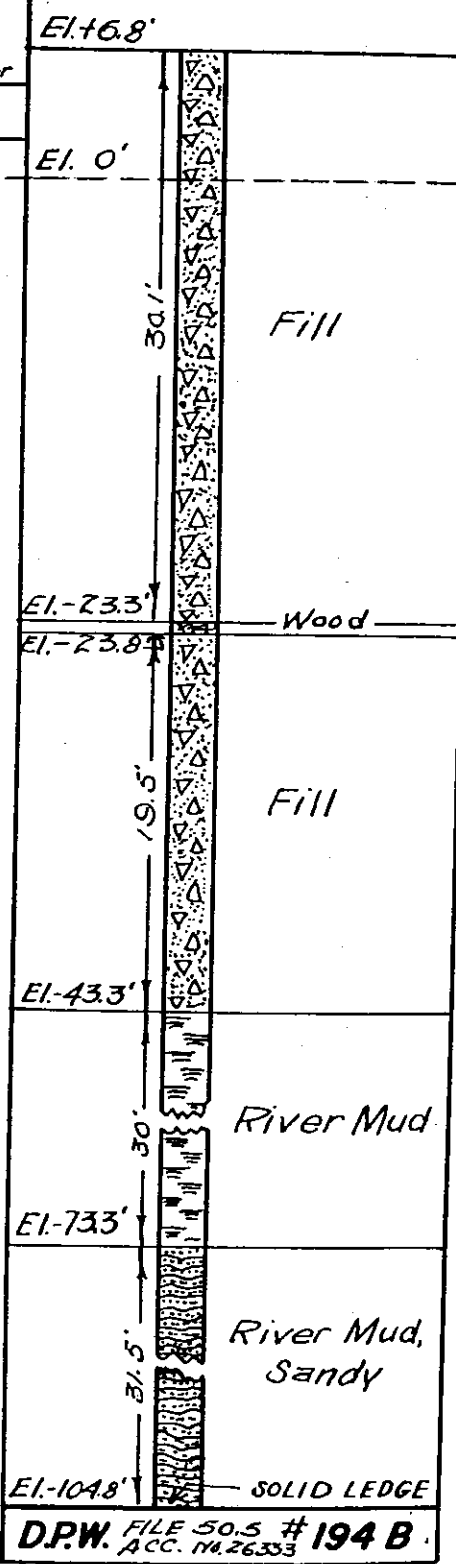 El.+6.8'
r
El. 0'
30.1'
Fill
El.-23.3'
Wood
El.-23.8'
19.5'
Fill
El.-43.3'
30'
River Mud
El.-73.3'
31.5'
River Mud,
Sandy
El.-104.8'
SOLID LEDGE
D.P.W. FILE 50.5 # 194 B.
ACC. No. 26333